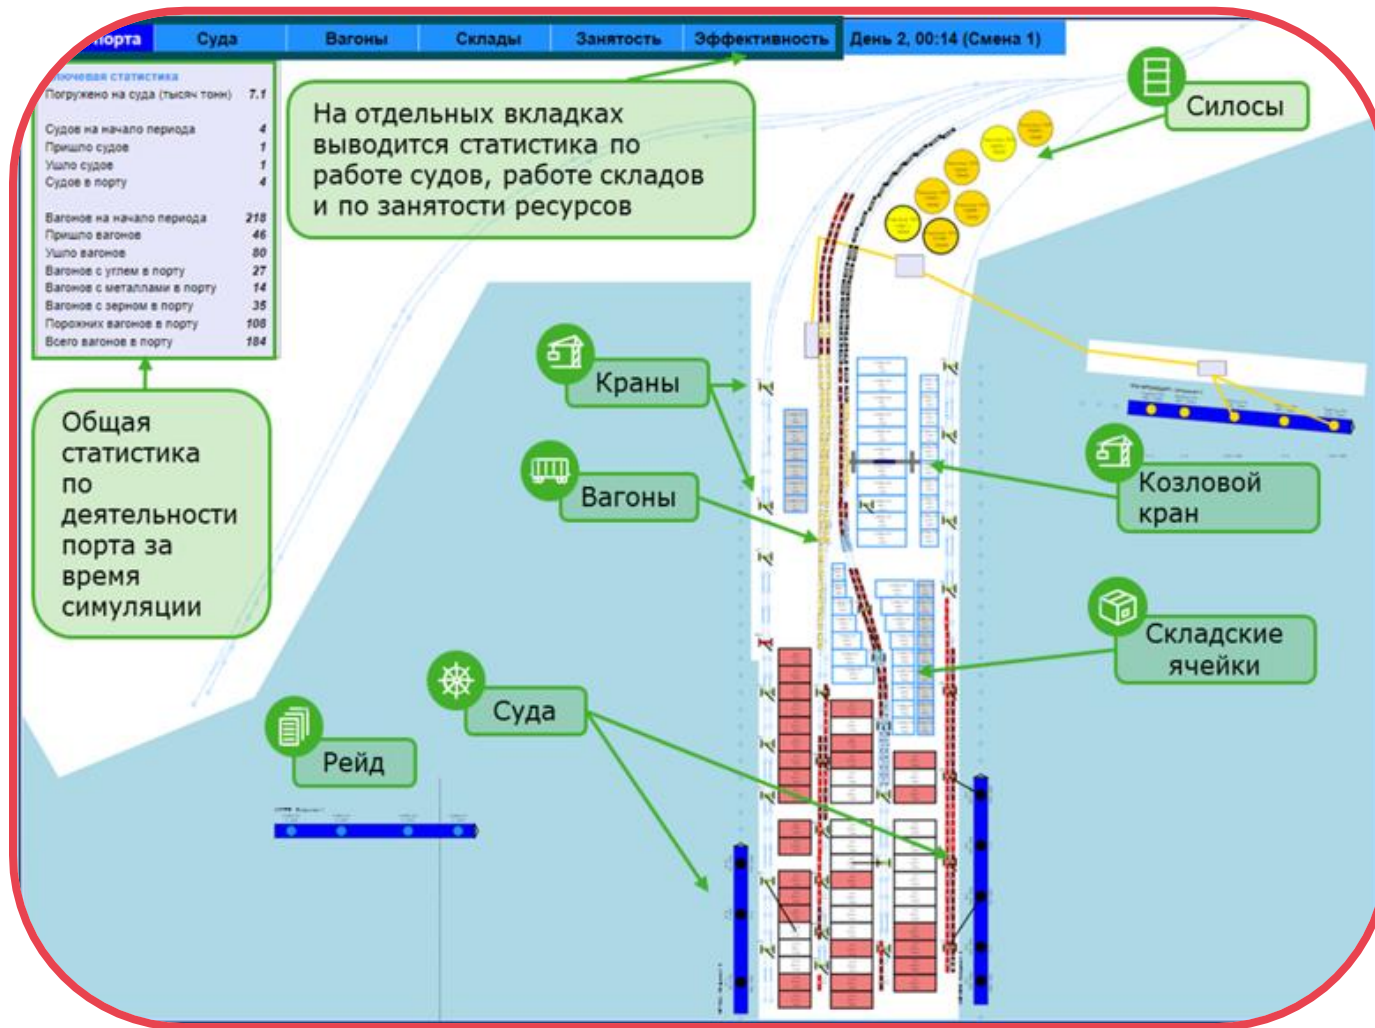 порта Суда Вагоны Склады Занятость Эффективность День 2, 00:14 (Смена 1)
Ключевая статистика
Погружено на суда (тысяч тонн) 7.1
Судов на начало периода 4
Пришло судов 1
Ушло судов 1
Судов в порту 4
Вагонов на начало периода 218
Пришло вагонов 46
Ушло вагонов 80
Вагонов с углем в порту 27
Вагонов с металлами в порту 14
Вагонов с зерном в порту 35
Порожних вагонов в порту 108
Всего вагонов в порту 184
На отдельных вкладках
выводится статистика по
работе судов, работе складов
и по занятости ресурсов
Силосы
Общая
статистика
по
деятельности
порта за
время
симуляции
Краны
Вагоны
Козловой
кран
Складские
ячейки
Суда
Рейд